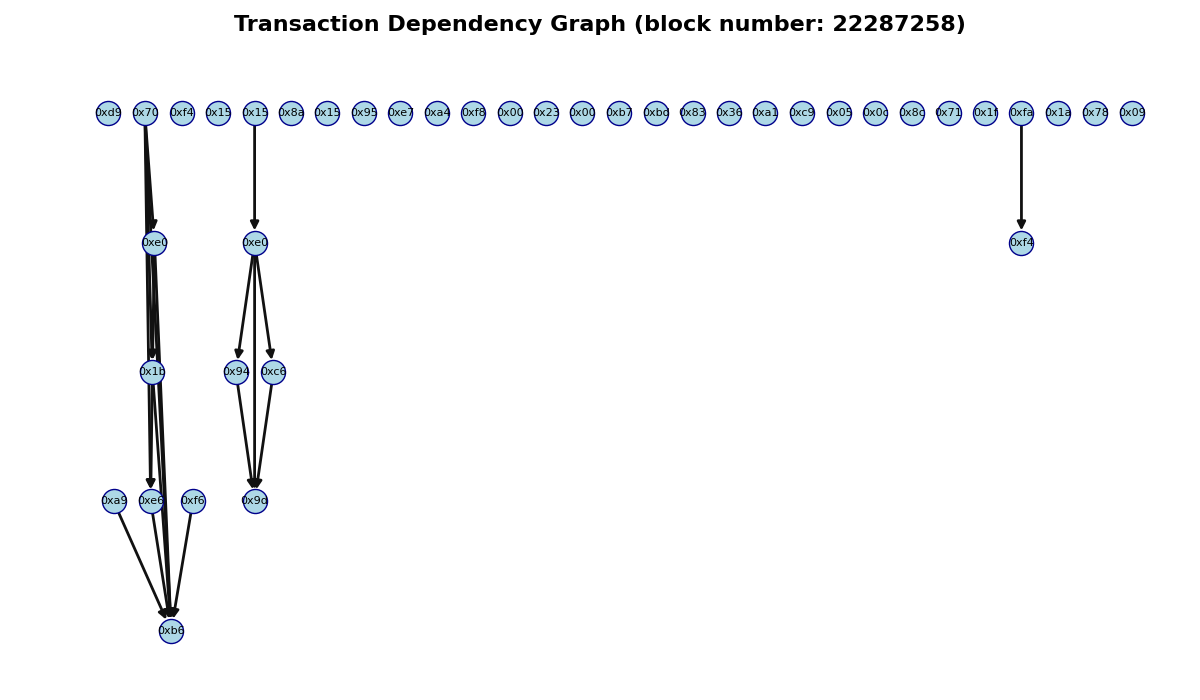 Transaction Dependency Graph (block number: 22287258)
0xd9 0x70 0xf4 0x15 0x15 0x8a 0x15 0x95 0xe7 0xa4 0xf8 0x00 0x23 0x00 0xb7 0xbd 0x83 0x36 0xa1 0xc9 0x05 0x0c 0x8c 0x71 0x1f 0xfa 0x1a 0x78 0x09
0xe0 0xe0 0xf4
0x1b 0x94 0xc6
0xa9 0xe6 0xf6 0x9d
0xb6